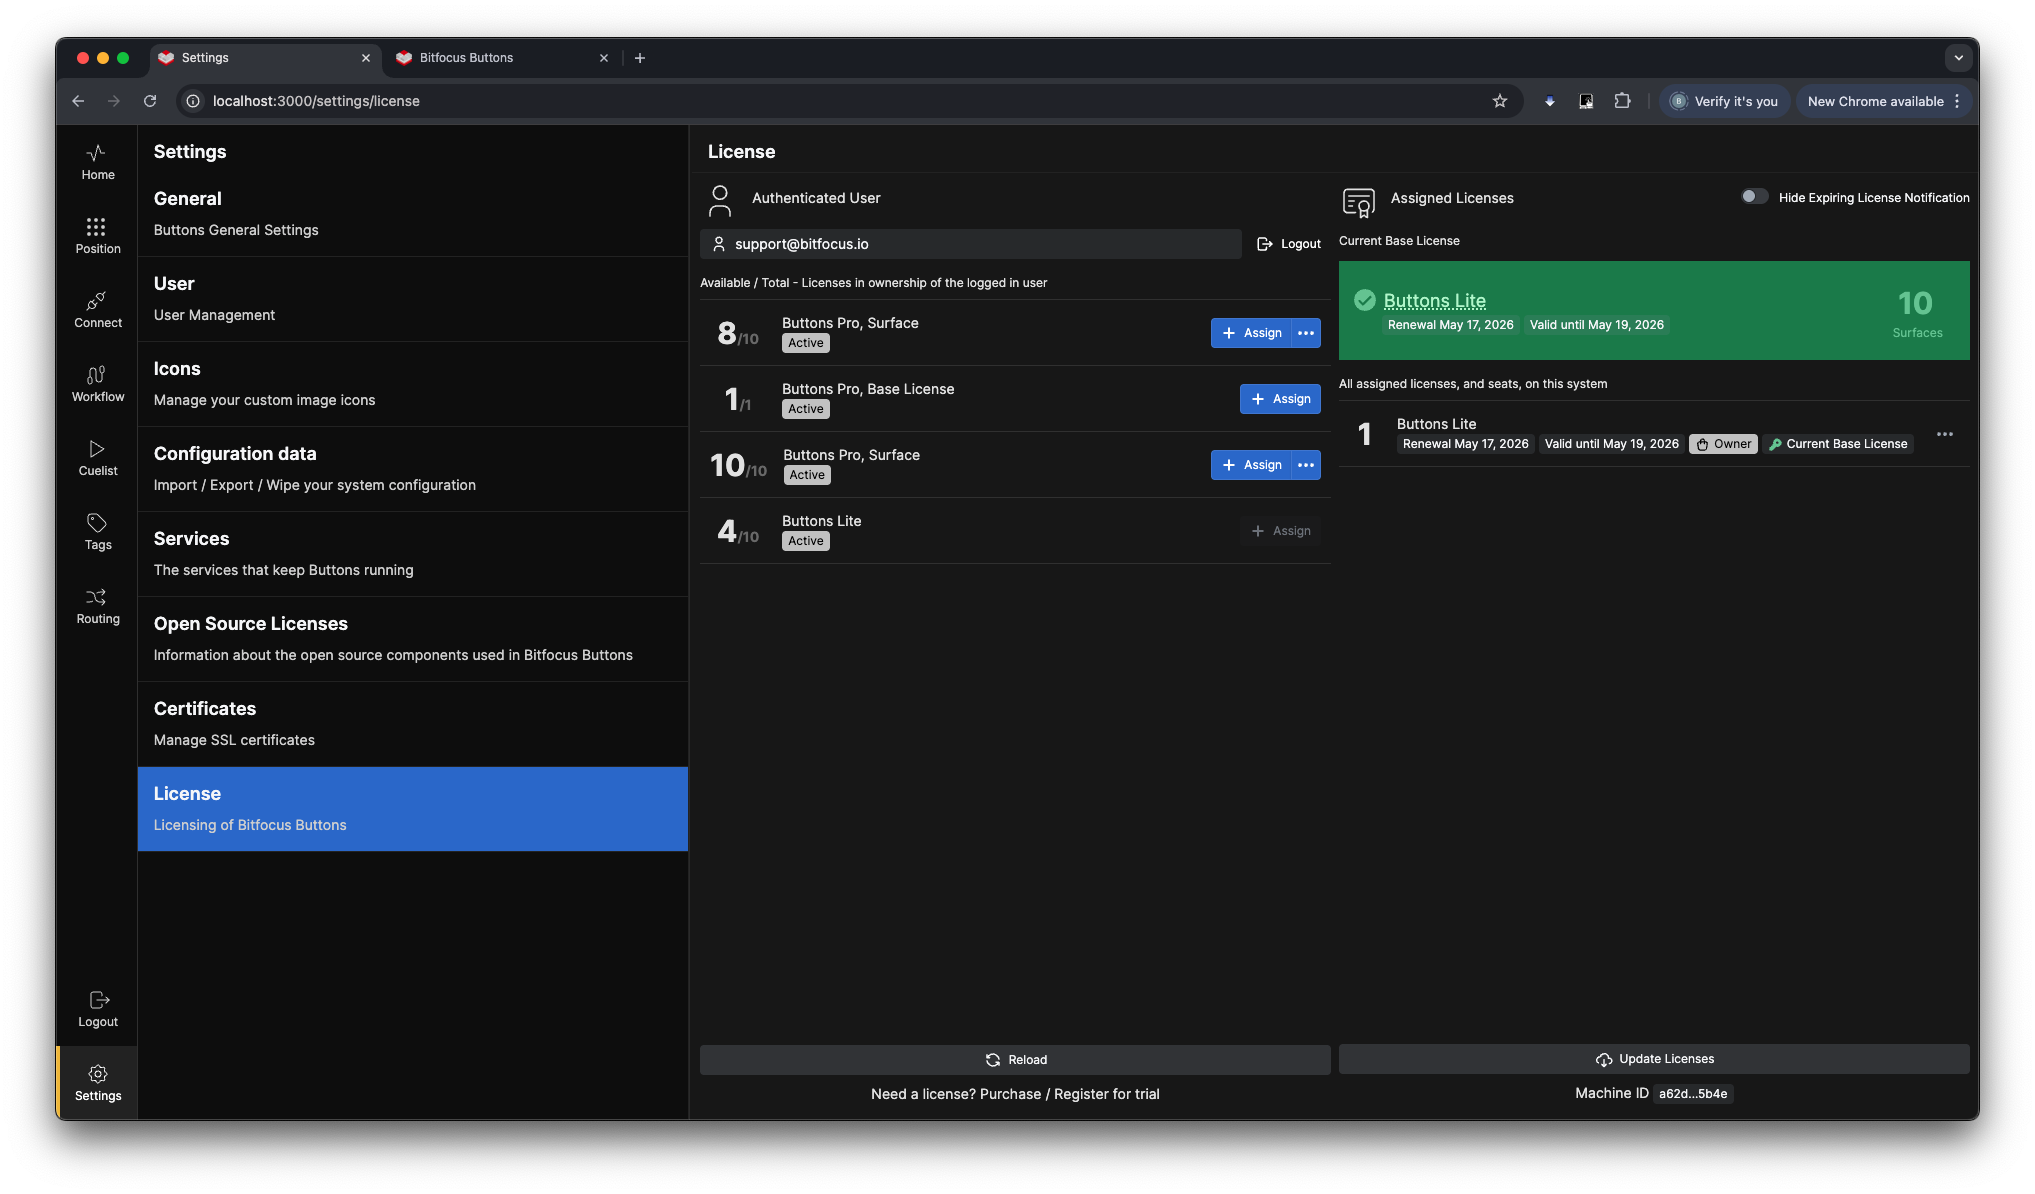 Settings
Bitfocus Buttons
localhost:3000/settings/license
Verify it's you
New Chrome available
Home
Position
Connect
Workflow
Cuelist
Tags
Routing
Logout
Settings
Settings
General
Buttons General Settings
User
User Management
Icons
Manage your custom image icons
Configuration data
Import / Export / Wipe your system configuration
Services
The services that keep Buttons running
Open Source Licenses
Information about the open source components used in Bitfocus Buttons
Certificates
Manage SSL certificates
License
Licensing of Bitfocus Buttons
License
Authenticated User
support@bitfocus.io
Logout
Available / Total - Licenses in ownership of the logged in user
8/10
Buttons Pro, Surface
Active
Assign
1/1
Buttons Pro, Base License
Active
Assign
10/10
Buttons Pro, Surface
Active
Assign
4/10
Buttons Lite
Active
Assign
Reload
Need a license? Purchase / Register for trial
Assigned Licenses
Hide Expiring License Notification
Current Base License
Buttons Lite
Renewal May 17, 2026 Valid until May 19, 2026
10
Surfaces
All assigned licenses, and seats, on this system
1
Buttons Lite
Renewal May 17, 2026 Valid until May 19, 2026 Owner Current Base License
Update Licenses
Machine ID a62d...5b4e